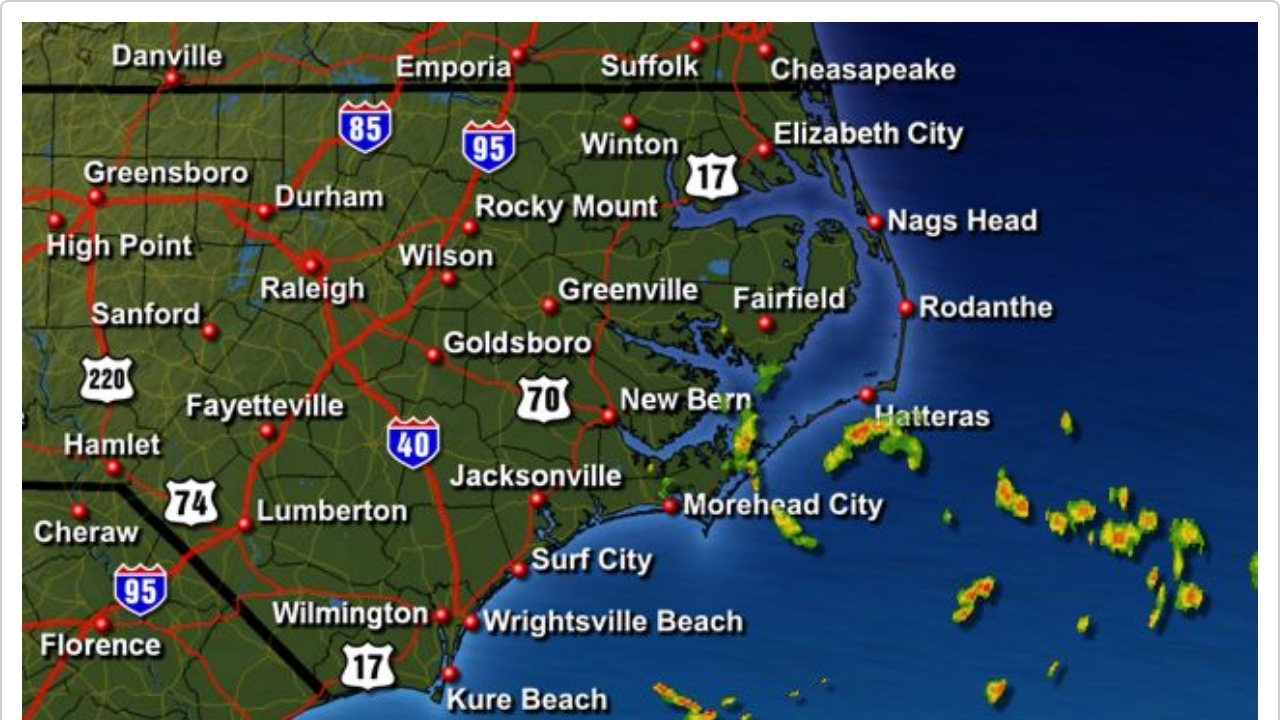 Danville
Emporia
Suffolk
Cheasapeake
85
95
Winton
Elizabeth City
17
Greensboro
Durham
Rocky Mount
Nags Head
High Point
Wilson
Raleigh
Greenville
Fairfield
Rodanthe
Sanford
Goldsboro
220
70
New Bern
Fayetteville
Hatteras
Hamlet
40
Jacksonville
74
Morehead City
Cheraw
Lumberton
Surf City
95
Wilmington
Wrightsville Beach
Florence
17
Kure Beach